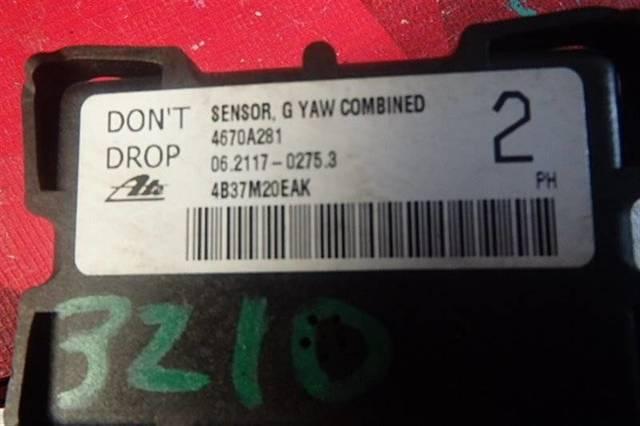 DON'T
DROP
Ate
SENSOR, G YAW COMBINED
4670A281
06.2117-0275.3
4B37M20EAK
2
PH
3210